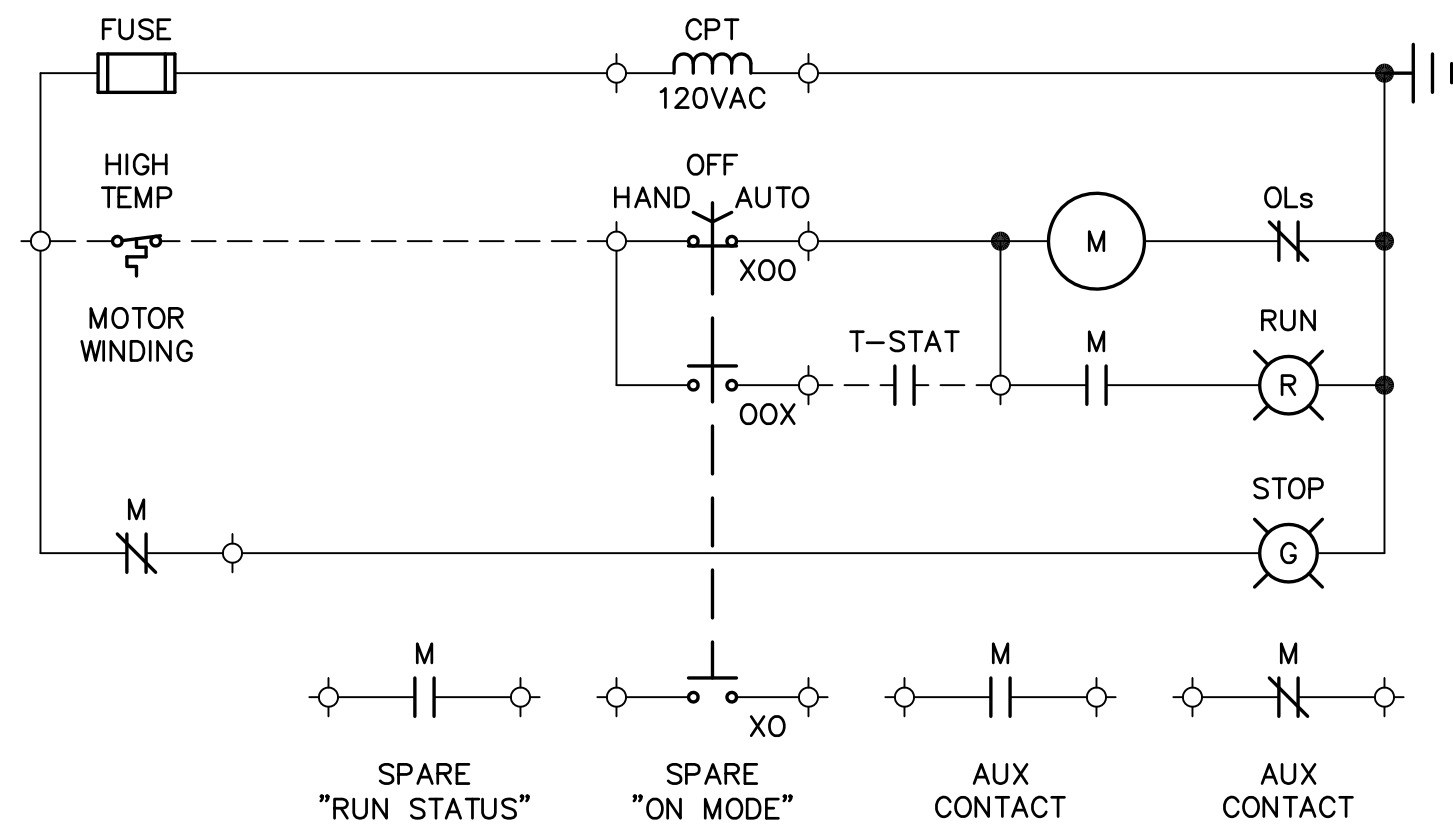 FUSE
CPT
120VAC
HIGH
TEMP
OFF
HAND AUTO
OLs
M
XOO
MOTOR
WINDING
RUN
T-STAT
M
R
OOX
STOP
M
G
M
M
M
XO
SPARE
"RUN STATUS"
SPARE
"ON MODE"
AUX
CONTACT
AUX
CONTACT